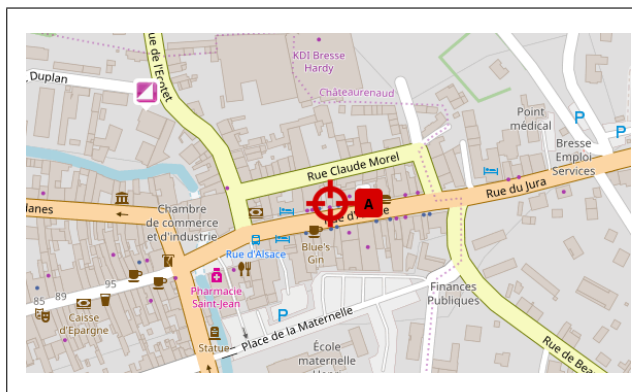 KDI Bresse
Hardy
ue de l'Écotet
Duplan
Châteaurenaud
Point
médical
P
P
Bresse
Emploi
Services
Rue Claude Morel
Rue du Jura
A
lanes
Chambre
de commerce
et d'industrie
Rue d'Alsace
Blue's
Gin
Pharmacie
Saint-Jean
95
89
85
Finances
Publiques
Caisse
d'Epargne
P
Statue
Place de la Maternelle
École
maternelle
Rue de Bea